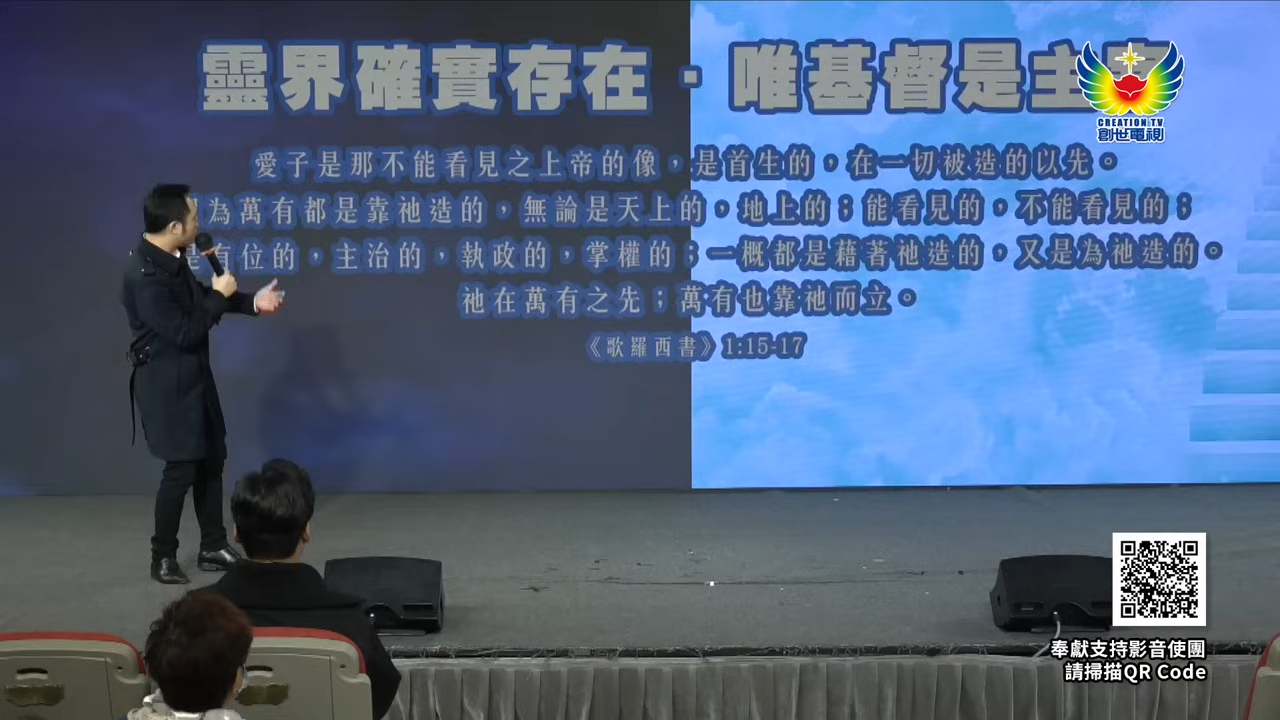 靈界確實存在·唯基督是主
CREATION TV
創世電視
愛子是那不能看見之上帝的像，是首生的，在一切被造的以先。
為萬有都是靠祂造的，無論是天上的，地上的；能看見的，不能看見的；
是有位的，主治的，執政的，掌權的；一概都是藉著祂造的，又是為祂造的。
祂在萬有之先；萬有也靠祂而立。
《歌羅西書》1:15-17
奉獻支持影音使團
請掃描QR Code